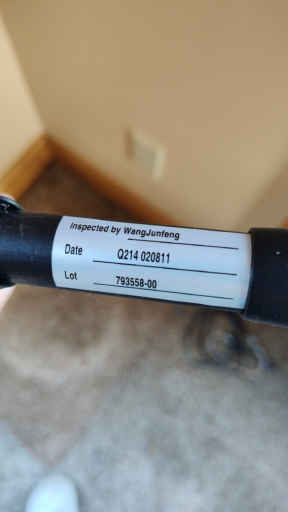 Inspected by WangJunfeng
Date Q214 020811
Lot 793558-00